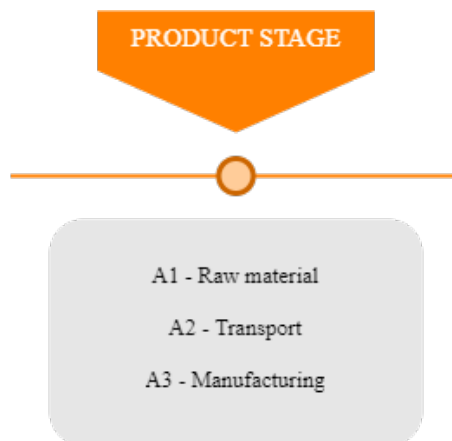 PRODUCT STAGE
A1 - Raw material
A2 - Transport
A3 - Manufacturing